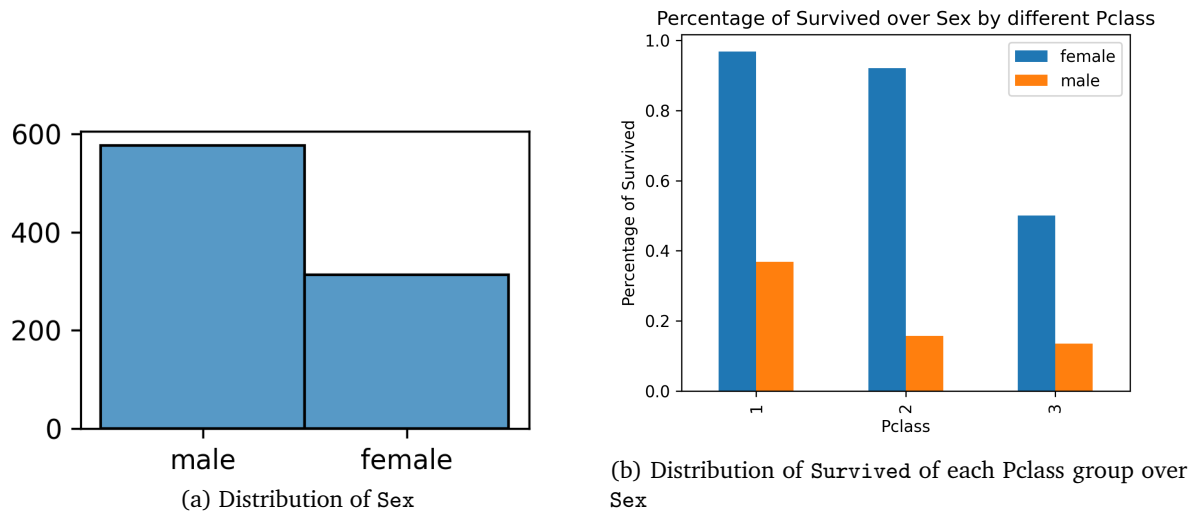 600
400
200
0
male female
(a) Distribution of Sex
Percentage of Survived over Sex by different Pclass
female
male
Percentage of Survived
1.0
0.8
0.6
0.4
0.2
0.0
1 2 3
Pclass
(b) Distribution of Survived of each Pclass group over
Sex